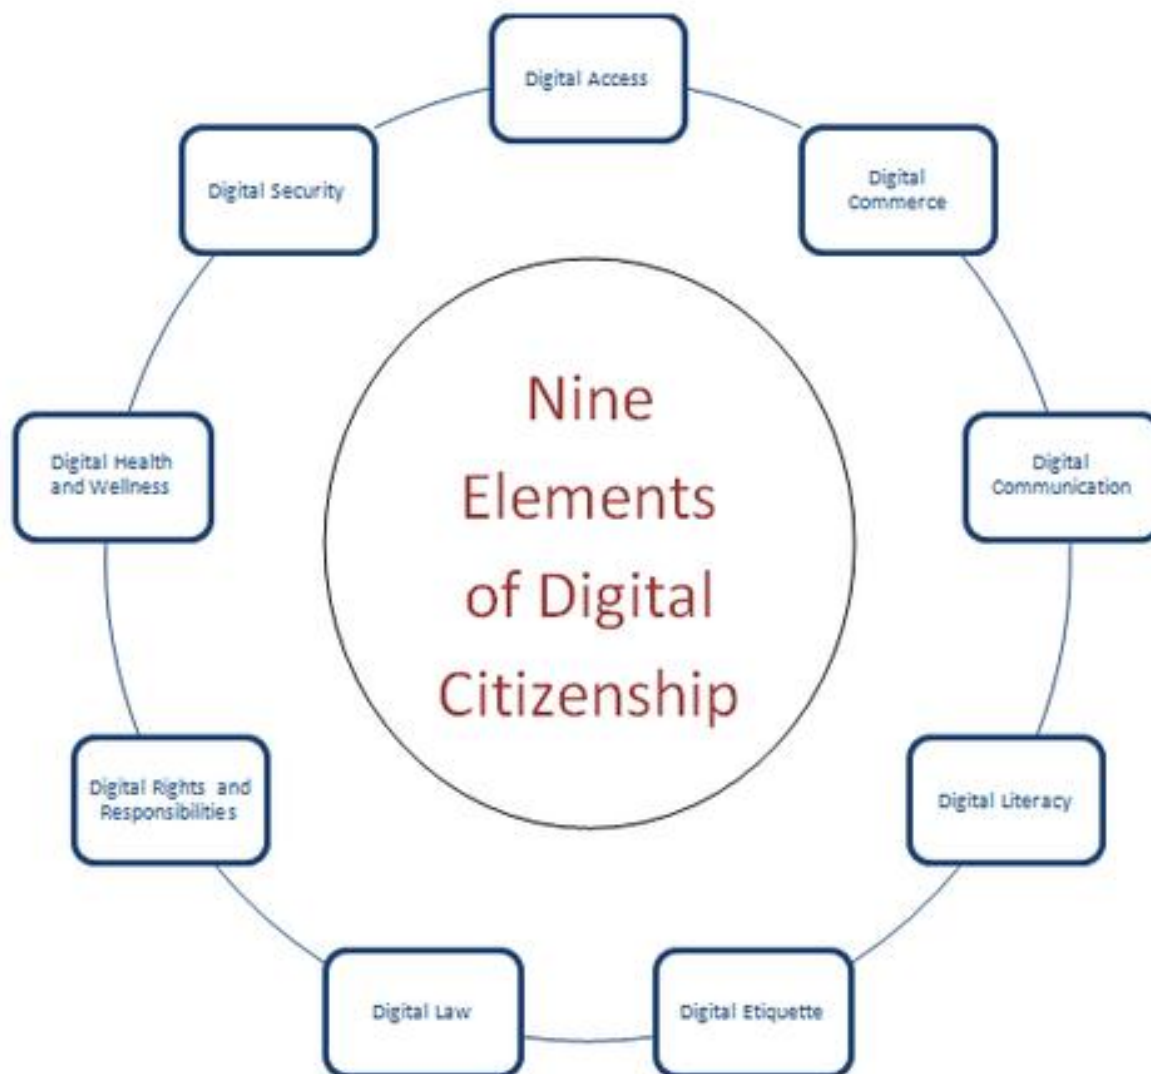 Digital Access
Digital
Commerce
Digital
Communication
Digital Literacy
Digital Etiquette
Digital Law
Digital Rights and
Responsibilities
Digital Health
and Wellness
Digital Security
Nine
Elements
of Digital
Citizenship